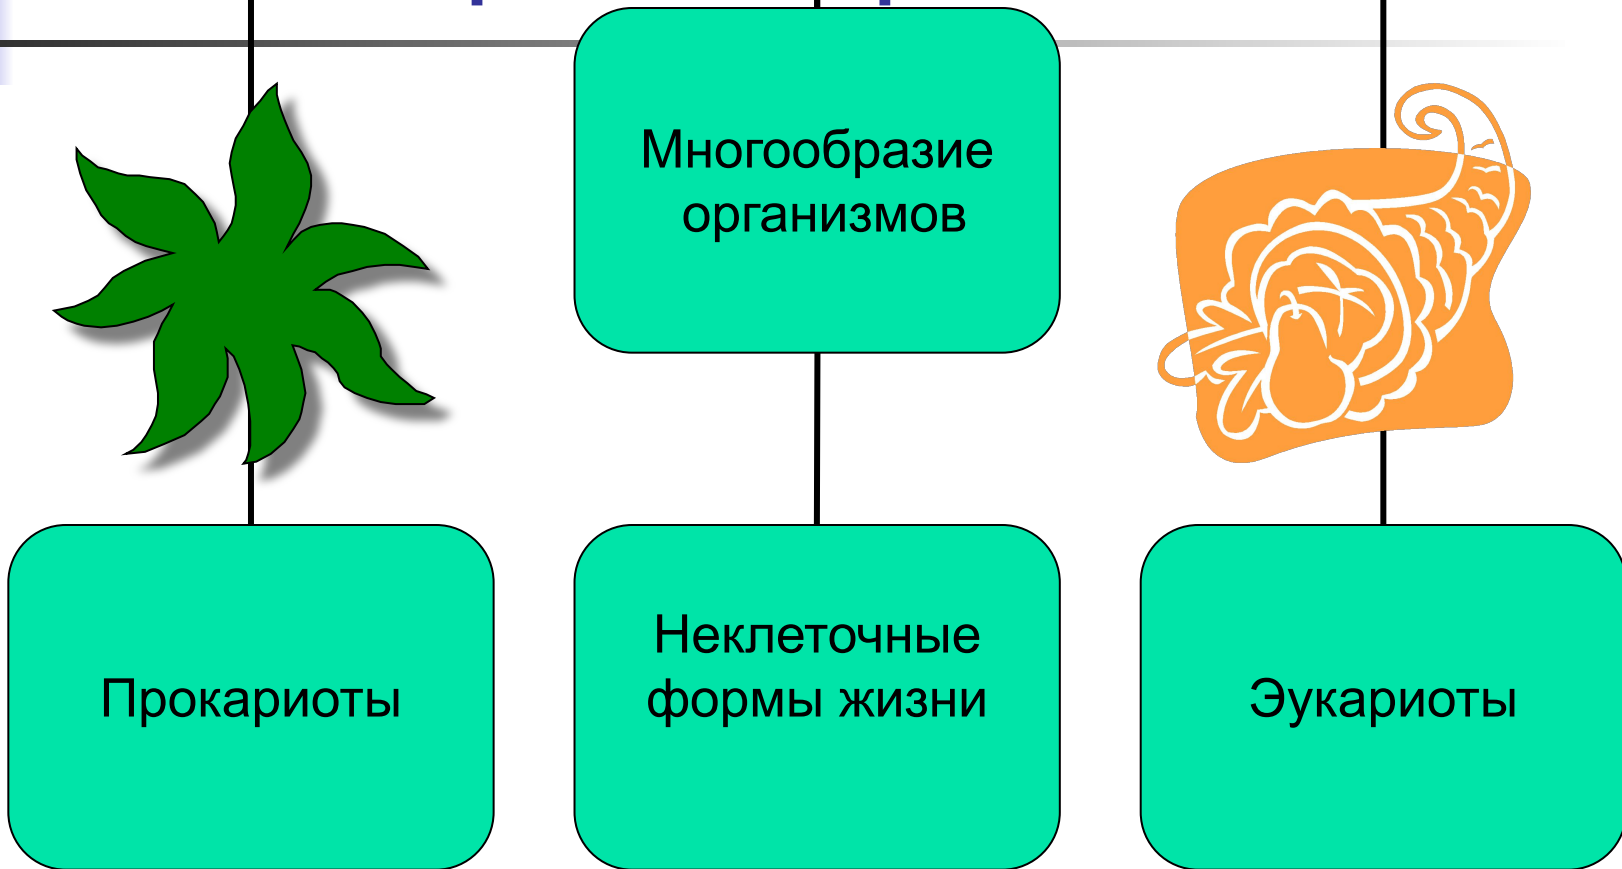 Многообразие
организмов
Прокариоты
Неклеточные
формы жизни
Эукариоты